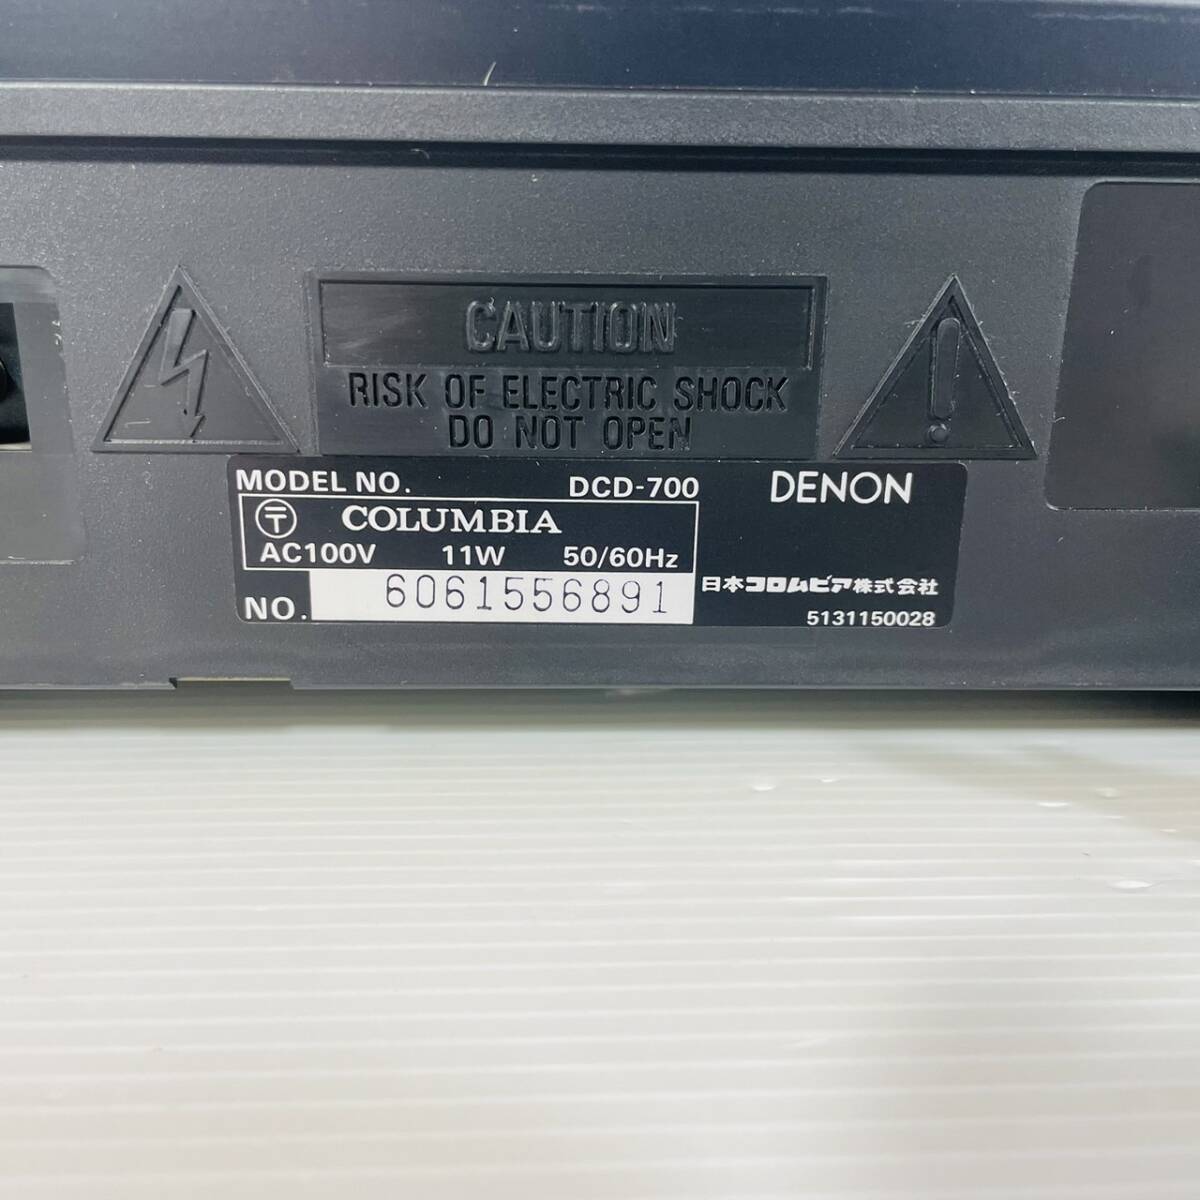 CAUTION
RISK OF ELECTRIC SHOCK
DO NOT OPEN
MODEL NO. DCD-700
DENON
〒 COLUMBIA
AC100V 11W 50/60Hz
NO. 6061556891
日本コロムビア株式会社
5131150028